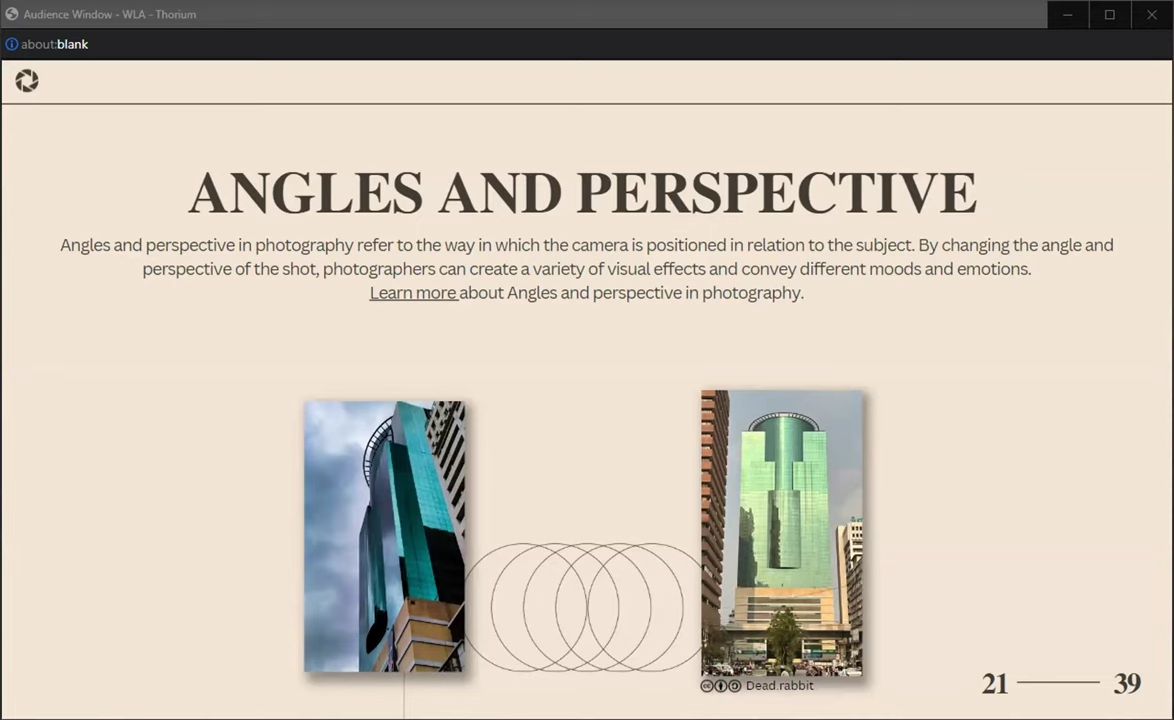 Audience Window - WLA - Thorium
about:blank
ANGLES AND PERSPECTIVE
Angles and perspective in photography refer to the way in which the camera is positioned in relation to the subject. By changing the angle and
perspective of the shot, photographers can create a variety of visual effects and convey different moods and emotions.
Learn more about Angles and perspective in photography.
cc Dead.rabbit
21 39